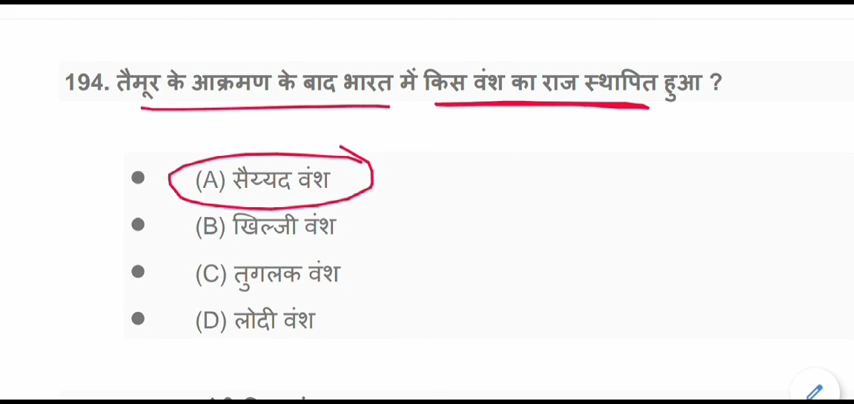 194. तैमूर के आक्रमण के बाद भारत में किस वंश का राज स्थापित हुआ ?
(A) सैय्यद वंश
(B) खिल्जी वंश
(C) तुगलक वंश
(D) लोदी वंश